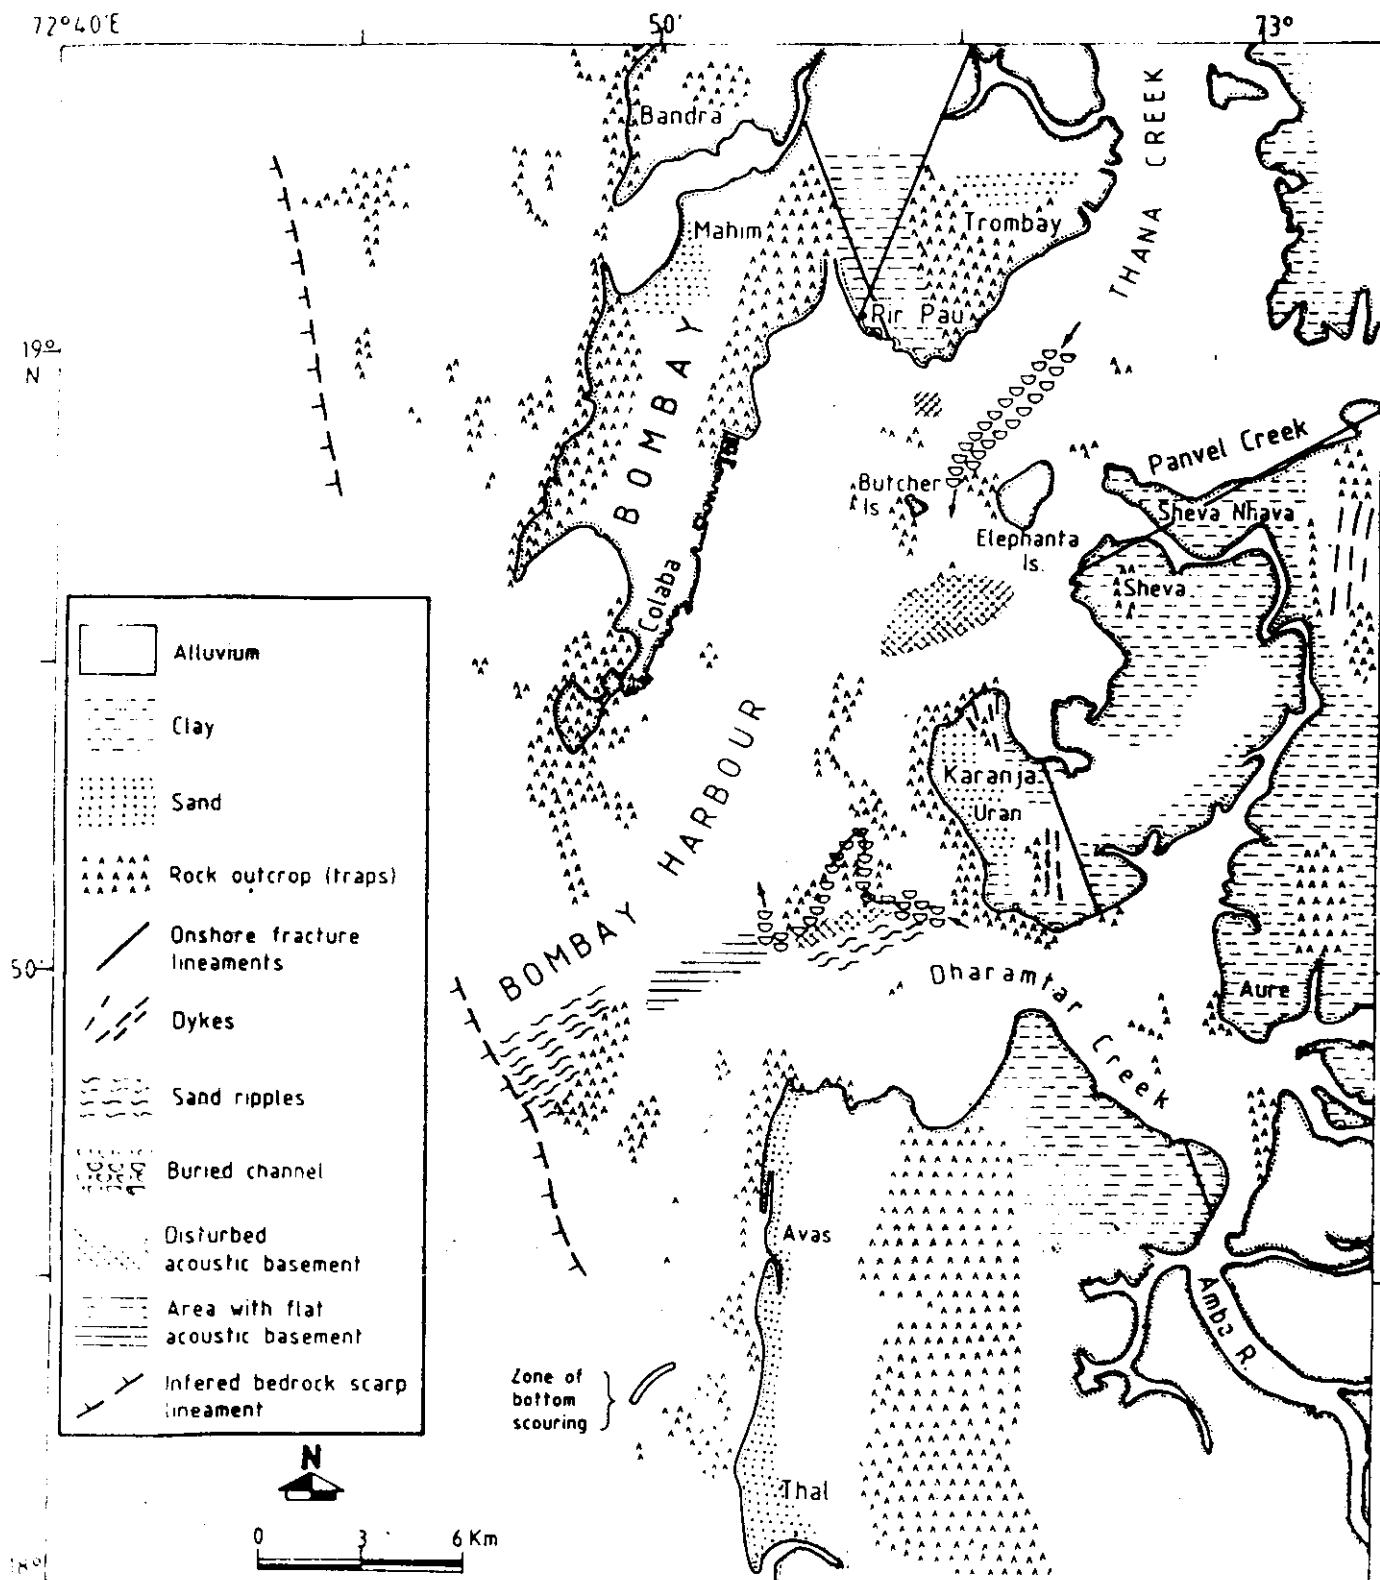 72°40'E 50' 73°
Bandra
THANA CREEK
Mahim
Trombay
Pir Pau
19°
N
BOMBAY
Panvel Creek
Butcher
Is
Sheva Nhava
Elephanta
Is.
Sheva
Colaba
Karanja
Uran
BOMBAY HARBOUR
50'
Dharamtar Creek
Aure
Avas
Amba R.
Zone of
bottom
scouring
Thal
Alluvium
Clay
Sand
Rock outcrop (traps)
Onshore fracture
lineaments
Dykes
Sand ripples
Buried channel
Disturbed
acoustic basement
Area with flat
acoustic basement
Infered bedrock scarp
lineament
N
0 3 6 Km
18°